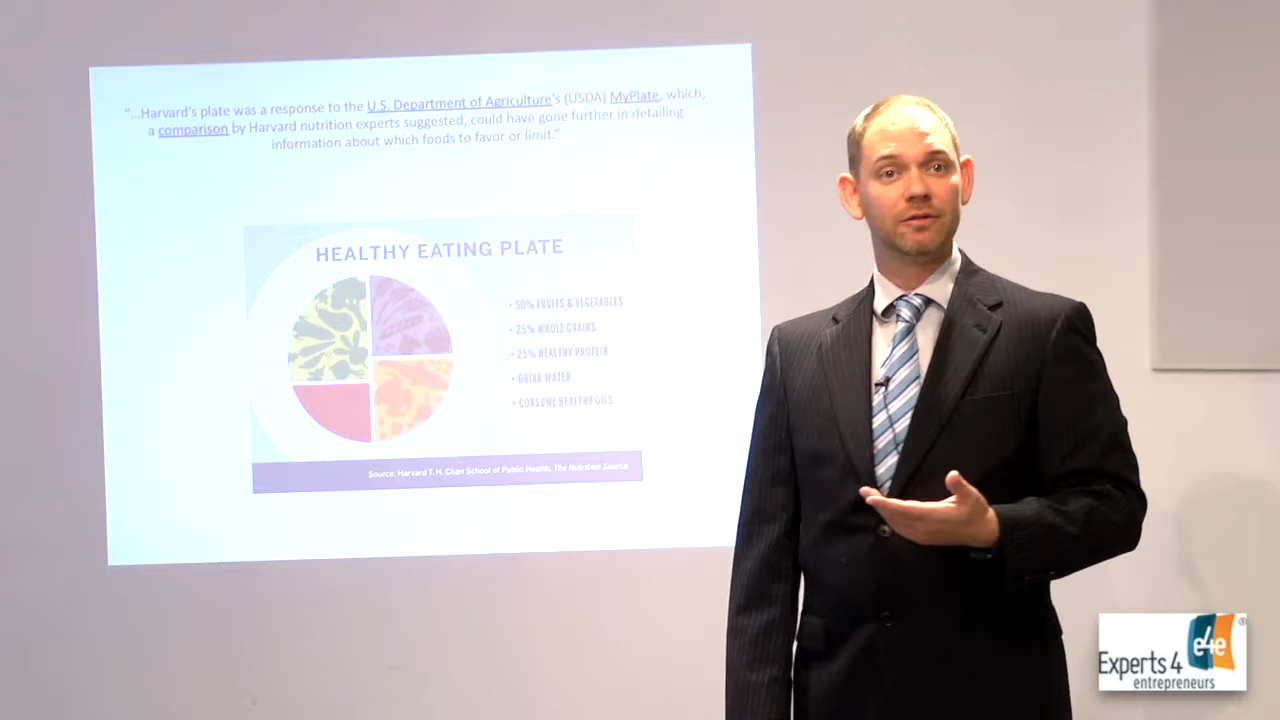 “...Harvard's plate was a response to the U.S. Department of Agriculture's (USDA) MyPlate, which,
a comparison by Harvard nutrition experts suggested, could have gone further in detailing
information about which foods to favor or limit.”
HEALTHY EATING PLATE
• 50% FRUITS & VEGETABLES
• 25% WHOLE GRAINS
• 25% HEALTHY PROTEIN
• DRINK WATER
• CONSUME HEALTHY OILS
Source: Harvard T. H. Chan School of Public Health, The Nutrition Source
e4e ®
Experts 4
entrepreneurs